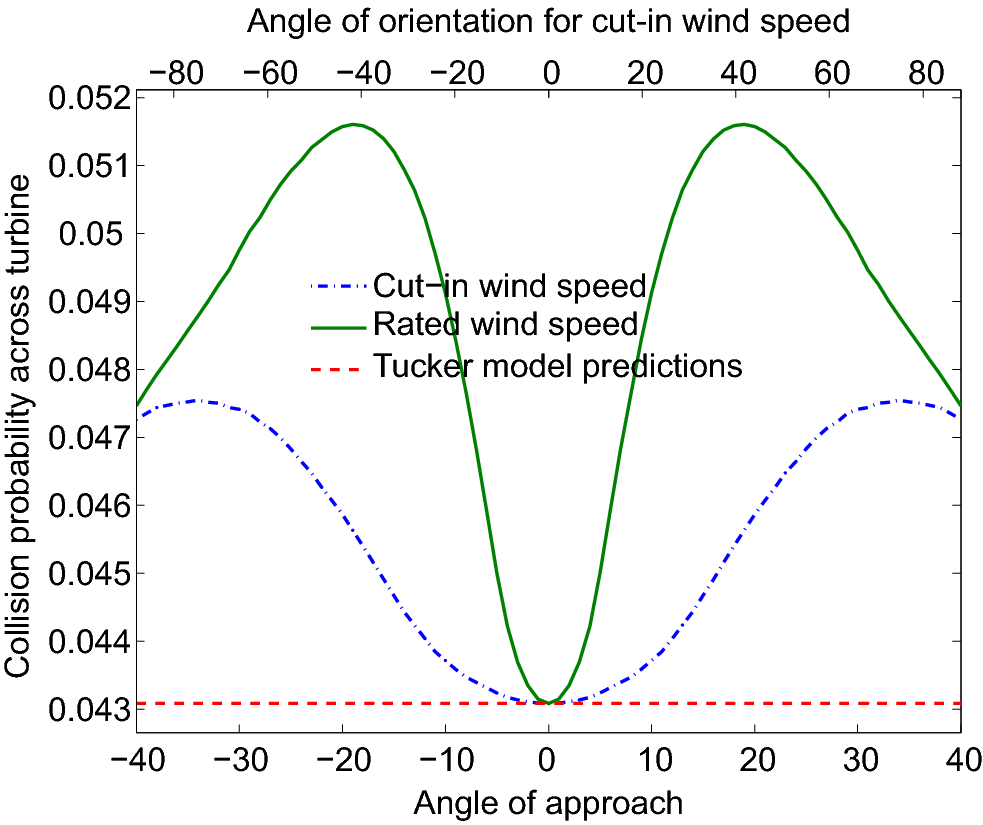 Angle of orientation for cut-in wind speed
−80 −60 −40 −20 0 20 40 60 80
0.052
0.051
0.05
0.049
0.048
0.047
0.046
0.045
0.044
0.043
Collision probability across turbine
Cut−in wind speed
Rated wind speed
Tucker model predictions
−40 −30 −20 −10 0 10 20 30 40
Angle of approach